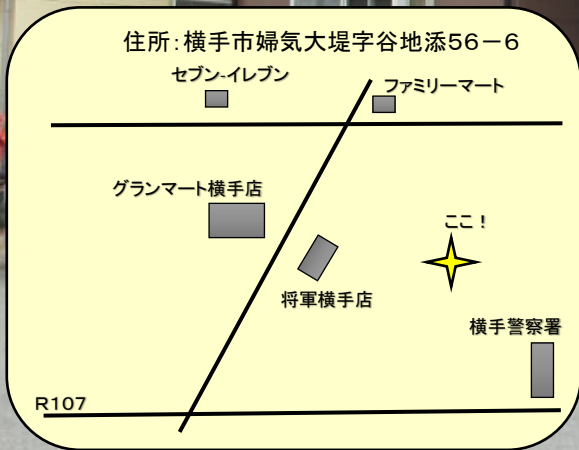 住所：横手市婦気大堤字谷地添56－6
セブン-イレブン
ファミリーマート
グランマート横手店
ここ！
将軍横手店
横手警察署
R107